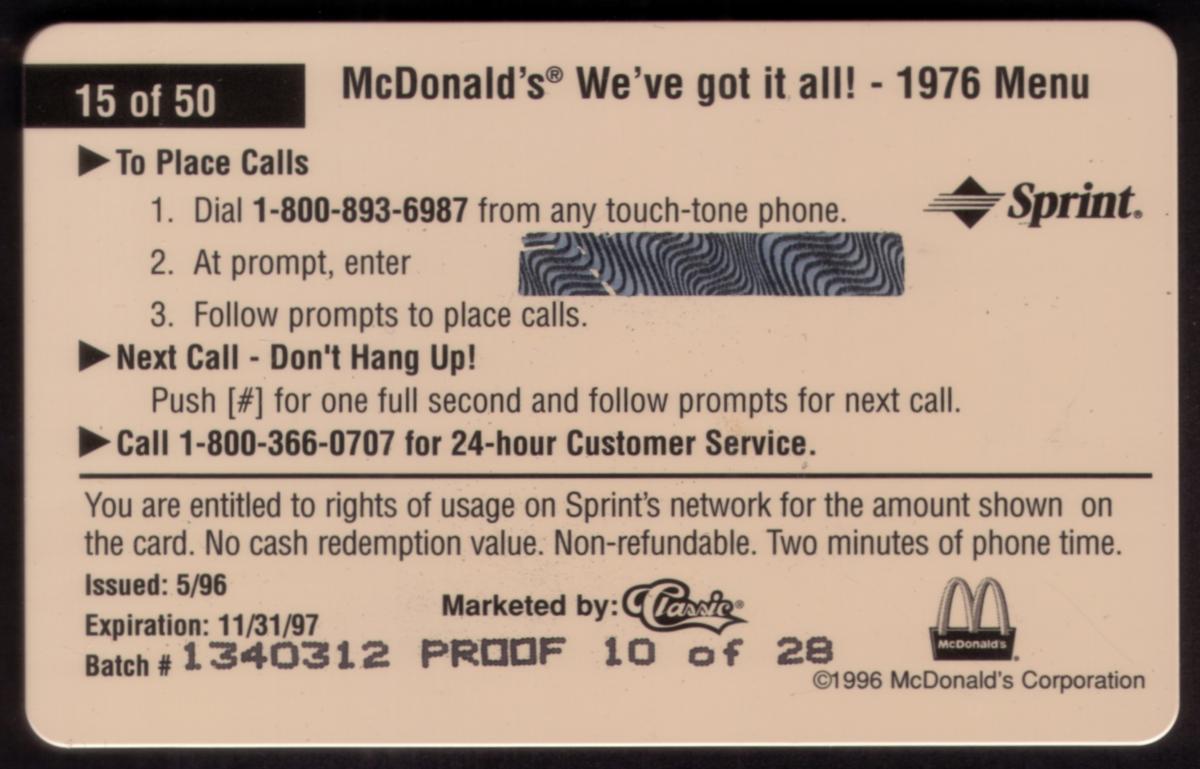 15 of 50
McDonald's® We've got it all! - 1976 Menu
▶To Place Calls
1. Dial 1-800-893-6987 from any touch-tone phone.
Sprint®
2. At prompt, enter
3. Follow prompts to place calls.
▶Next Call - Don't Hang Up!
Push [#] for one full second and follow prompts for next call.
▶Call 1-800-366-0707 for 24-hour Customer Service.
You are entitled to rights of usage on Sprint's network for the amount shown on
the card. No cash redemption value. Non-refundable. Two minutes of phone time.
Issued: 5/96
Marketed by: Classic®
Expiration: 11/31/97
Batch # 1340312 PROOF 10 of 28
McDonald's®
©1996 McDonald's Corporation